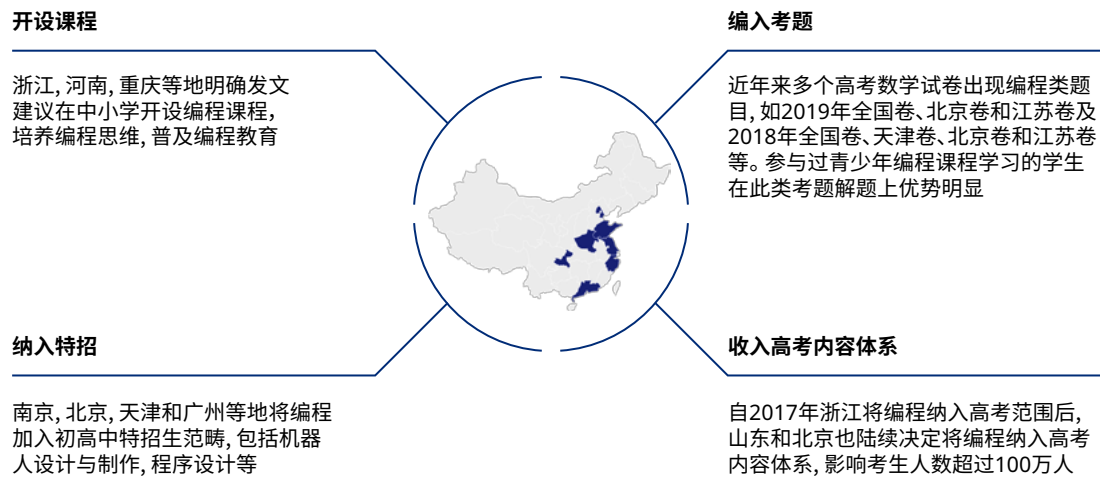 开设课程
浙江, 河南, 重庆等地明确发文
建议在中小学开设编程课程,
培养编程思维, 普及编程教育
编入考题
近年来多个高考数学试卷出现编程类题
目, 如2019年全国卷、北京卷和江苏卷及
2018年全国卷、天津卷、北京卷和江苏卷
等。参与过青少年编程课程学习的学生
在此类考题解题上优势明显
纳入特招
南京, 北京, 天津和广州等地将编程
加入初高中特招生范畴, 包括机器
人设计与制作, 程序设计等
收入高考内容体系
自2017年浙江将编程纳入高考范围后,
山东和北京也陆续决定将编程纳入高考
内容体系, 影响考生人数超过100万人